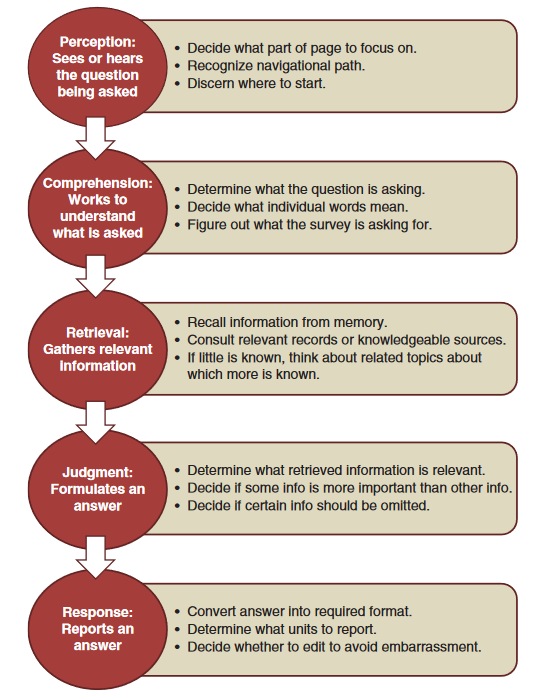 Perception:
Sees or hears
the question
being asked
• Decide what part of page to focus on.
• Recognize navigational path.
• Discern where to start.
Comprehension:
Works to
understand
what is asked
• Determine what the question is asking.
• Decide what individual words mean.
• Figure out what the survey is asking for.
Retrieval:
Gathers relevant
information
• Recall information from memory.
• Consult relevant records or knowledgeable sources.
• If little is known, think about related topics about
which more is known.
Judgment:
Formulates an
answer
• Determine what retrieved information is relevant.
• Decide if some info is more important than other info.
• Decide if certain info should be omitted.
Response:
Reports an
answer
• Convert answer into required format.
• Determine what units to report.
• Decide whether to edit to avoid embarrassment.